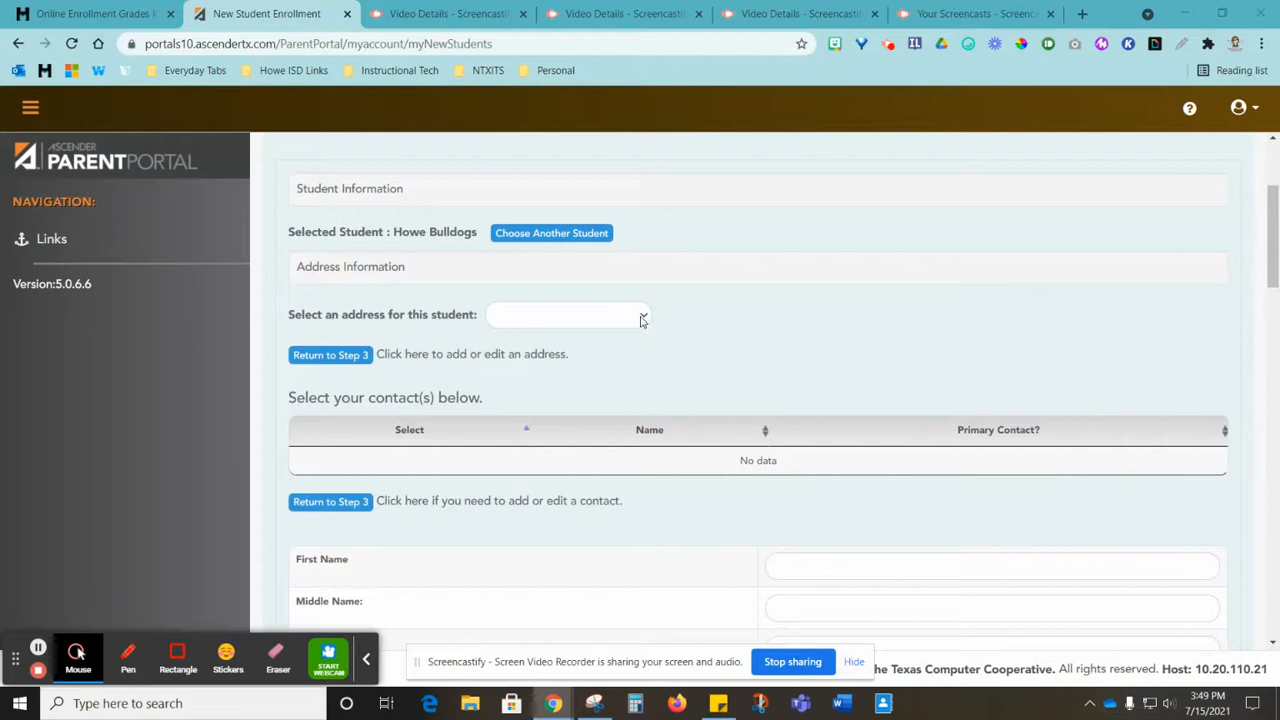 Online Enrollment Grades K
New Student Enrollment
Video Details - Screencastif
Video Details - Screencastif
Video Details - Screencastif
Your Screencasts - Screenc
portals10.ascendertx.com/ParentPortal/myaccount/myNewStudents
Everyday Tabs
Howe ISD Links
Instructional Tech
NTXITS
Personal
Reading list
ASCENDER
PARENTPORTAL
NAVIGATION:
Links
Version:5.0.6.6
Student Information
Selected Student : Howe Bulldogs Choose Another Student
Address Information
Select an address for this student:
Return to Step 3 Click here to add or edit an address.
Select your contact(s) below.
Select Name Primary Contact?
No data
Return to Step 3 Click here if you need to add or edit a contact.
First Name
Middle Name:
Mouse Pen Rectangle Stickers Eraser START WEBCAM
Screencastify - Screen Video Recorder is sharing your screen and audio. Stop sharing Hide
he Texas Computer Cooperative. All rights reserved. Host: 10.20.110.21
Type here to search
3:49 PM
7/15/2021